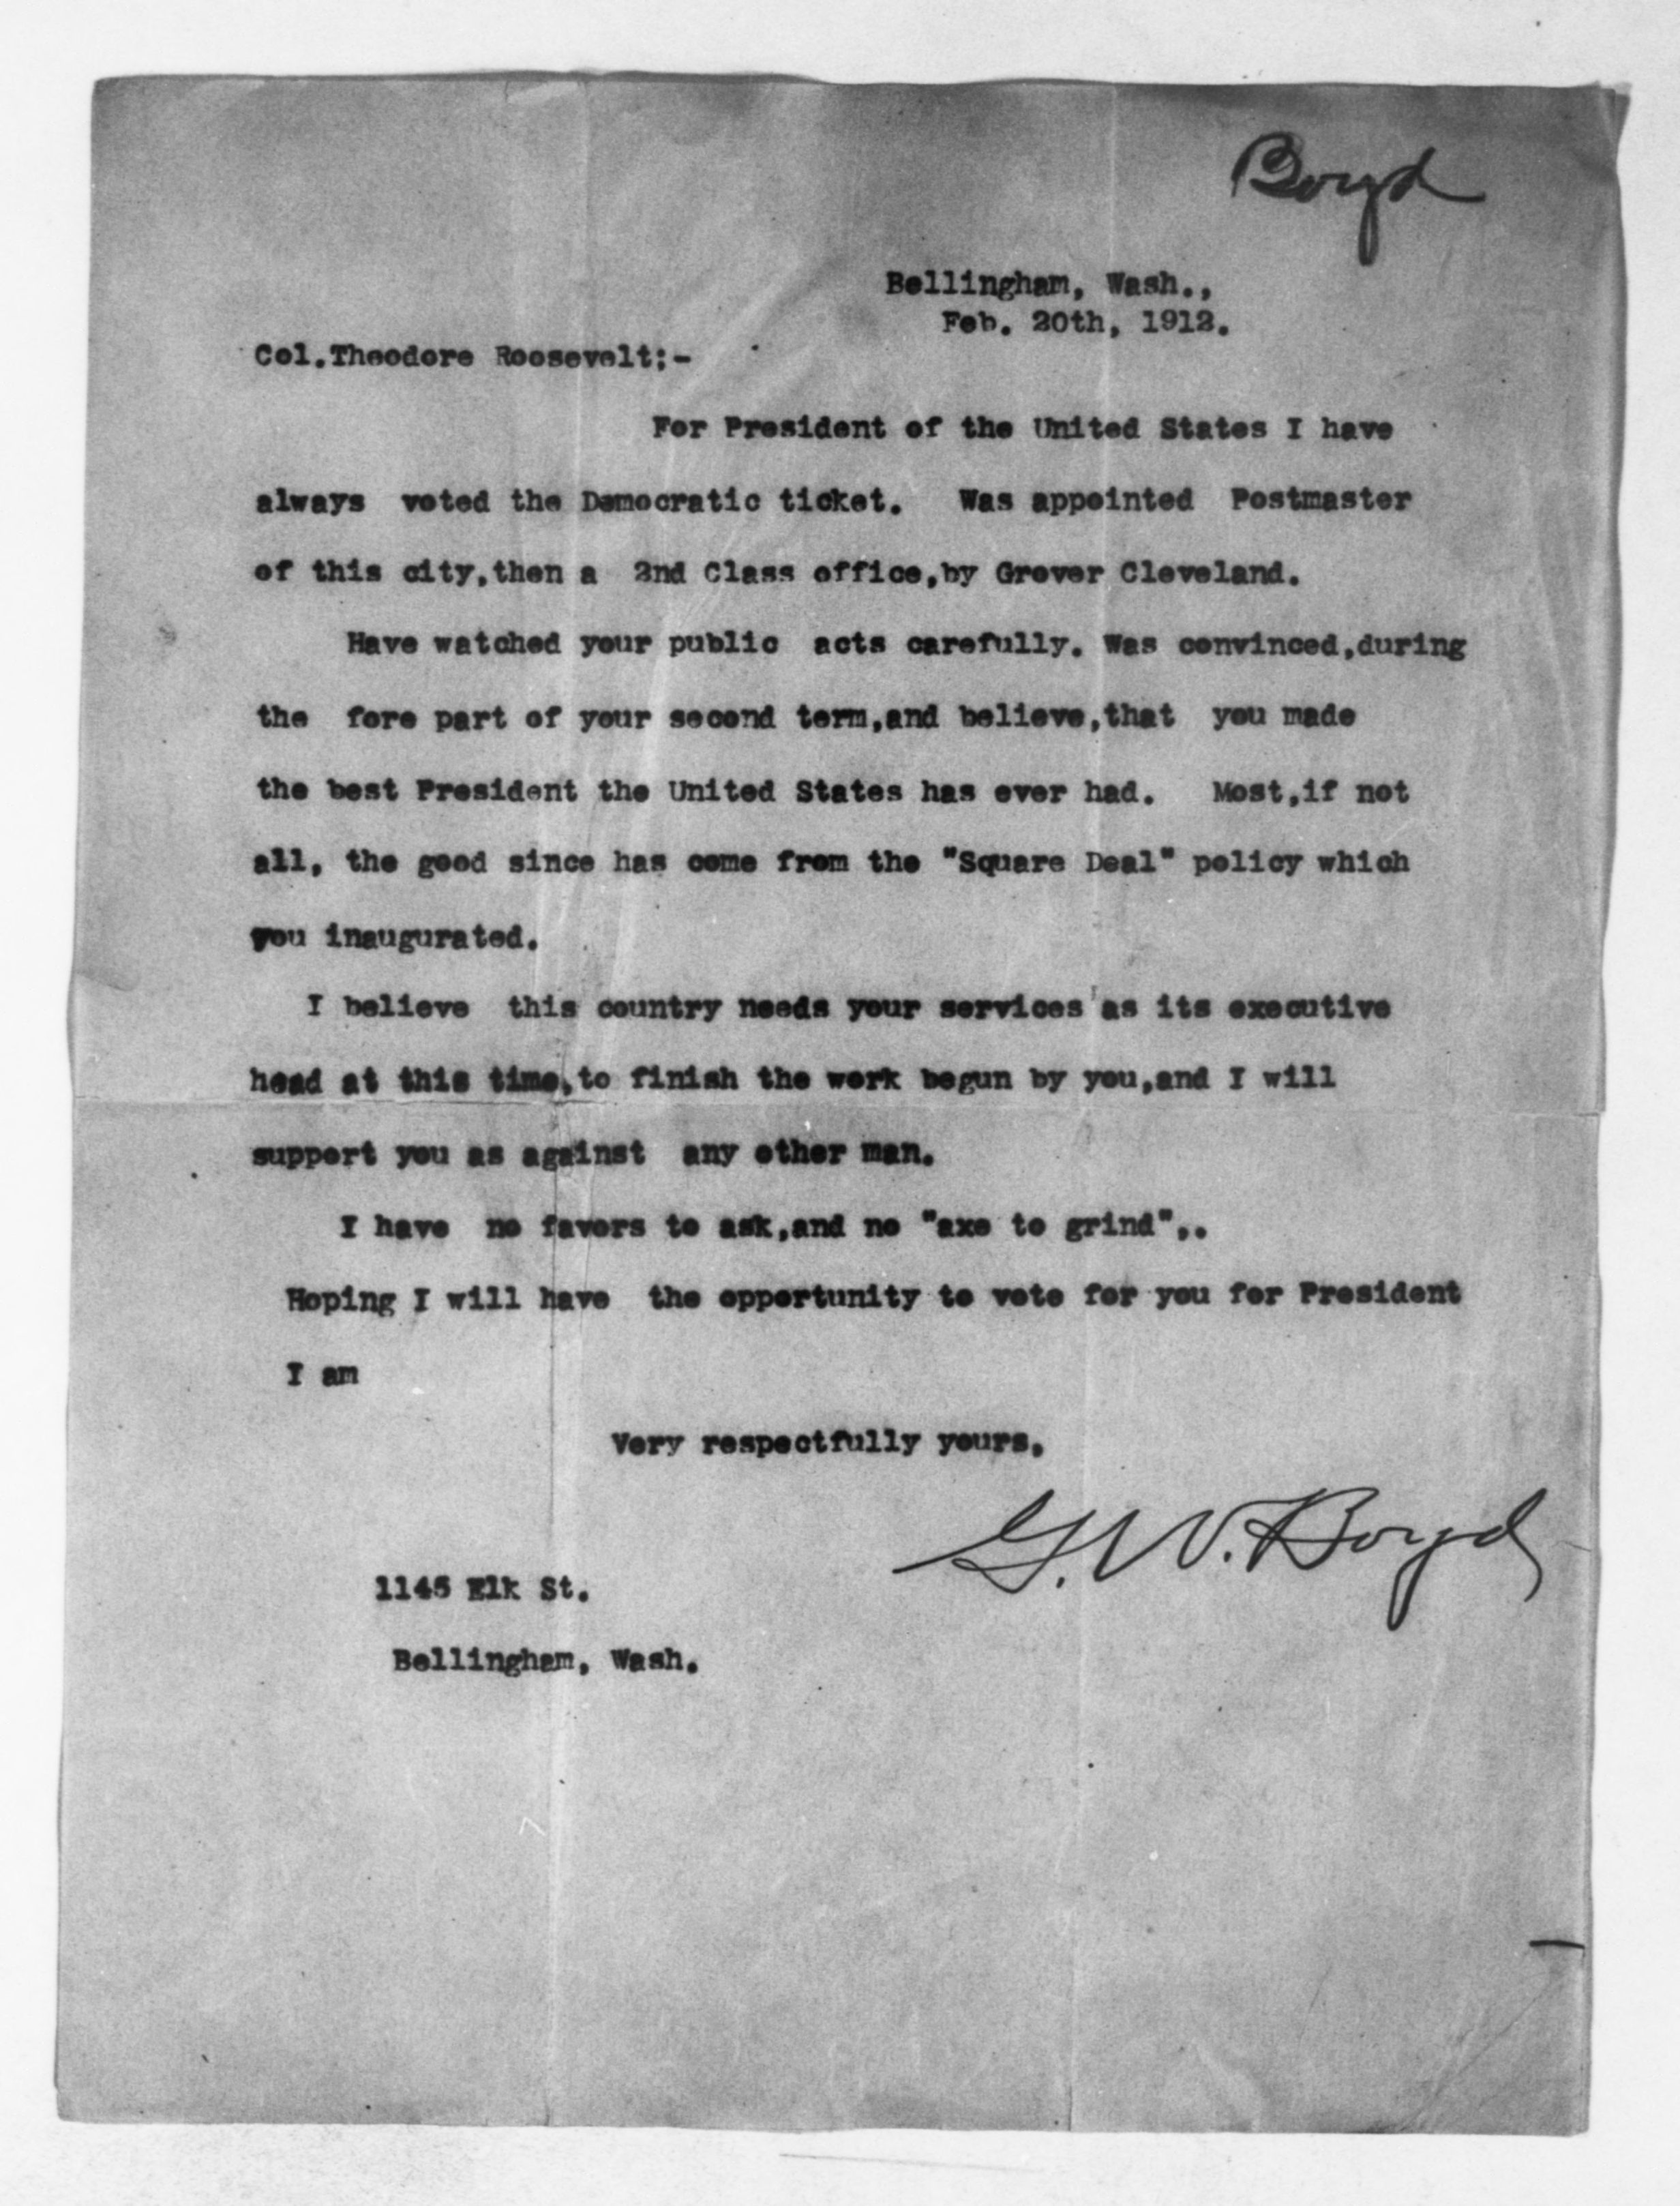 Boyd
Bellingham, Wash.,
Feb. 20th, 1912.
Col.Theodore Roosevelt;-
For President of the United States I have
always voted the Democratic ticket. Was appointed Postmaster
of this city,then a 2nd Class office,by Grover Cleveland.
Have watched your public acts carefully. Was convinced,during
the fore part of your second term,and believe,that you made
the best President the United States has ever had. Most,if not
all, the good since has come from the "Square Deal" policy which
you inaugurated.
I believe this country needs your services as its executive
head at this time,to finish the work begun by you,and I will
support you as against any other man.
I have no favors to ask,and no "axe to grind",.
Hoping I will have the opportunity to vote for you for President
I am
Very respectfully yours,
G.W. Boyd
1145 Elk St.
Bellingham, Wash.